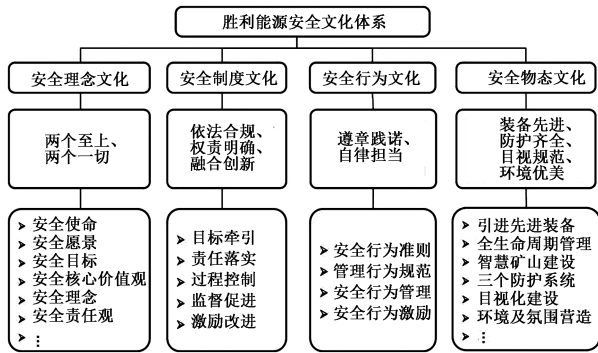 胜利能源安全文化体系
安全理念文化
安全制度文化
安全行为文化
安全物态文化
两个至上、
两个一切
依法合规、
权责明确、
融合创新
遵章践诺、
自律担当
装备先进、
防护齐全、
目视规范、
环境优美
安全使命
安全愿景
安全目标
安全核心价值观
安全理念
安全责任观
⋮
目标牵引
责任落实
过程控制
监督促进
激励改进
安全行为准则
管理行为规范
安全行为管理
安全行为激励
引进先进装备
全生命周期管理
智慧矿山建设
三个防护系统
目视化建设
环境及氛围营造
⋮